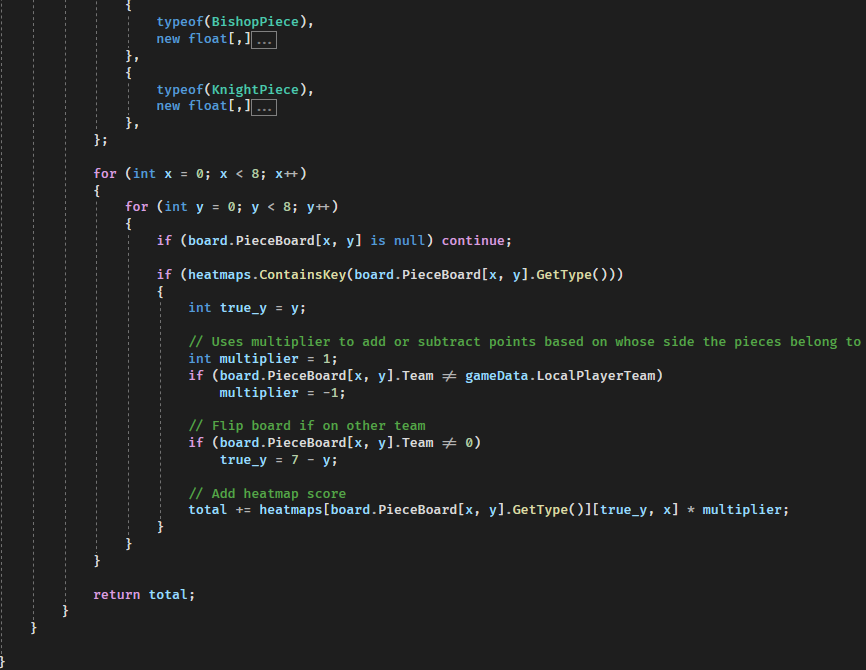 {
typeof(BishopPiece),
new float[,]...
},
{
typeof(KnightPiece),
new float[,]...
},
};
for (int x = 0; x < 8; x++)
{
for (int y = 0; y < 8; y++)
{
if (board.PieceBoard[x, y] is null) continue;
if (heatmaps.ContainsKey(board.PieceBoard[x, y].GetType()))
{
int true_y = y;
// Uses multiplier to add or subtract points based on whose side the pieces belong to
int multiplier = 1;
if (board.PieceBoard[x, y].Team ≠ gameData.LocalPlayerTeam)
multiplier = -1;
// Flip board if on other team
if (board.PieceBoard[x, y].Team ≠ 0)
true_y = 7 - y;
// Add heatmap score
total += heatmaps[board.PieceBoard[x, y].GetType()][true_y, x] * multiplier;
}
}
}
return total;
}
}
}